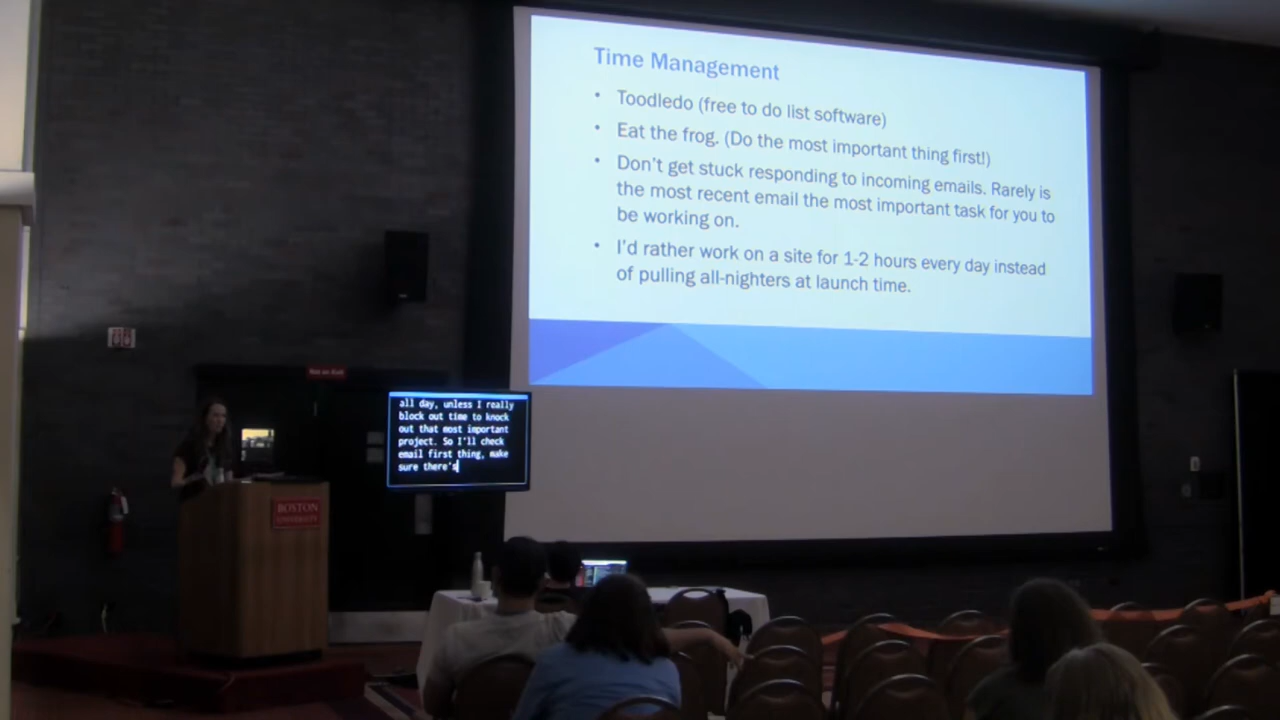 Time Management
• Toodledo (free to do list software)
• Eat the frog. (Do the most important thing first!)
• Don't get stuck responding to incoming emails. Rarely is
the most recent email the most important task for you to
be working on.
• I'd rather work on a site for 1-2 hours every day instead
of pulling all-nighters at launch time.
Not an Exit
all day, unless I really
block out time to knock
out that most important
project. So I'll check
email first thing, make
sure there's
BOSTON
UNIVERSITY